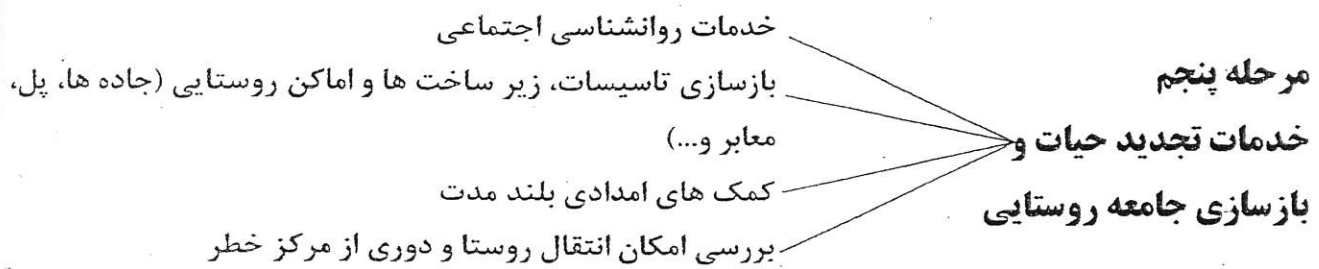 مرحله پنجم
خدمات تجدید حیات و
بازسازی جامعه روستایی
خدمات روانشناسی اجتماعی
بازسازی تاسیسات، زیر ساخت ها و اماکن روستایی (جاده ها، پل،
معابر و...)
کمک های امدادی بلند مدت
بررسی امکان انتقال روستا و دوری از مرکز خطر